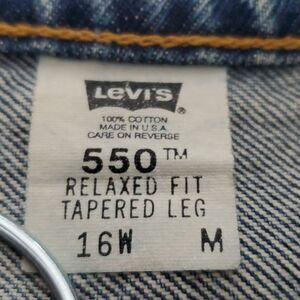 LEVI'S ®
100% COTTON
MADE IN U.S.A.
CARE ON REVERSE
550™
RELAXED FIT
TAPERED LEG
16W M